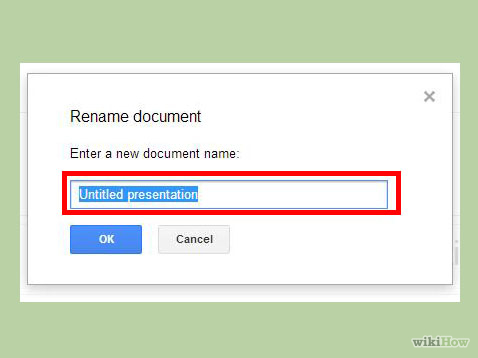 Rename document
Enter a new document name:
Untitled presentation
OK
Cancel
wikiHow